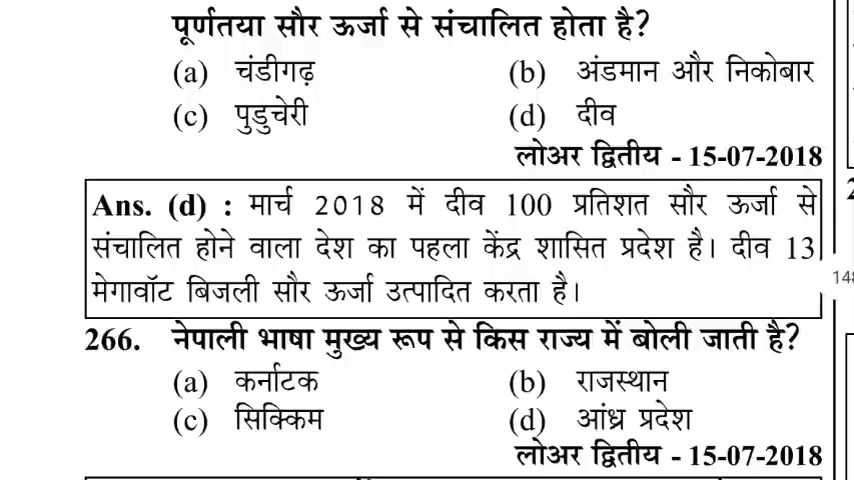 पूर्णतया सौर ऊर्जा से संचालित होता है?
(a) चंडीगढ़ (b) अंडमान और निकोबार
(c) पुडुचेरी (d) दीव
लोअर द्वितीय - 15-07-2018
Ans. (d) : मार्च 2018 में दीव 100 प्रतिशत सौर ऊर्जा से
संचालित होने वाला देश का पहला केंद्र शासित प्रदेश है। दीव 13
मेगावॉट बिजली सौर ऊर्जा उत्पादित करता है।
266. नेपाली भाषा मुख्य रूप से किस राज्य में बोली जाती है?
(a) कर्नाटक (b) राजस्थान
(c) सिक्किम (d) आंध्र प्रदेश
लोअर द्वितीय - 15-07-2018